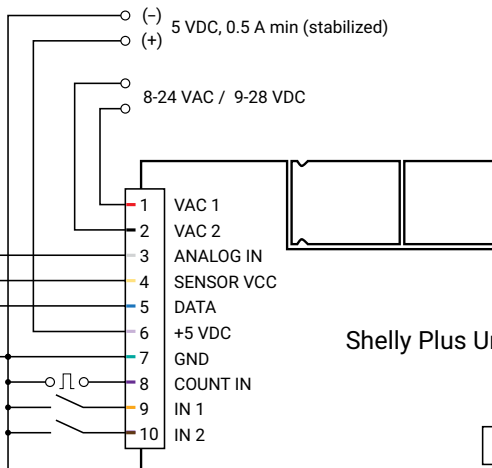 (−) 5 VDC, 0.5 A min (stabilized)
(+)
8-24 VAC / 9-28 VDC
1 VAC 1
2 VAC 2
3 ANALOG IN
4 SENSOR VCC
5 DATA
6 +5 VDC
7 GND
8 COUNT IN
9 IN 1
10 IN 2
Shelly Plus